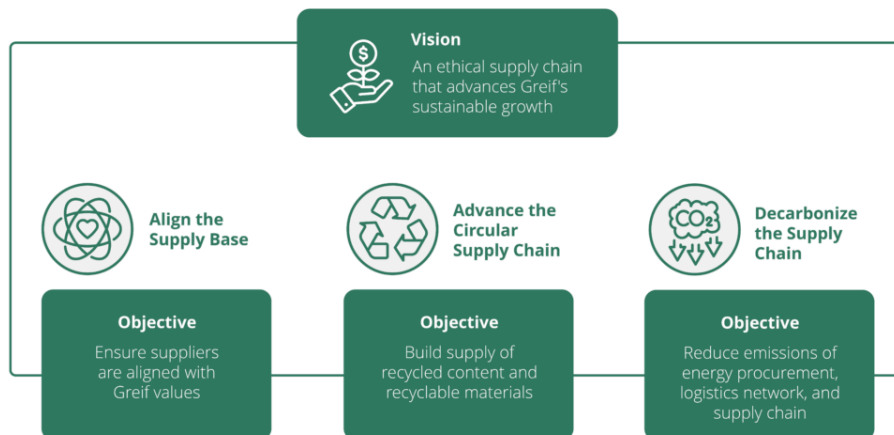 Vision
An ethical supply chain
that advances Greif's
sustainable growth
$
Align the
Supply Base
Advance the
Circular
Supply Chain
CO2
Decarbonize
the Supply
Chain
Objective
Ensure suppliers
are aligned with
Greif values
Objective
Build supply of
recycled content and
recyclable materials
Objective
Reduce emissions of
energy procurement,
logistics network, and
supply chain